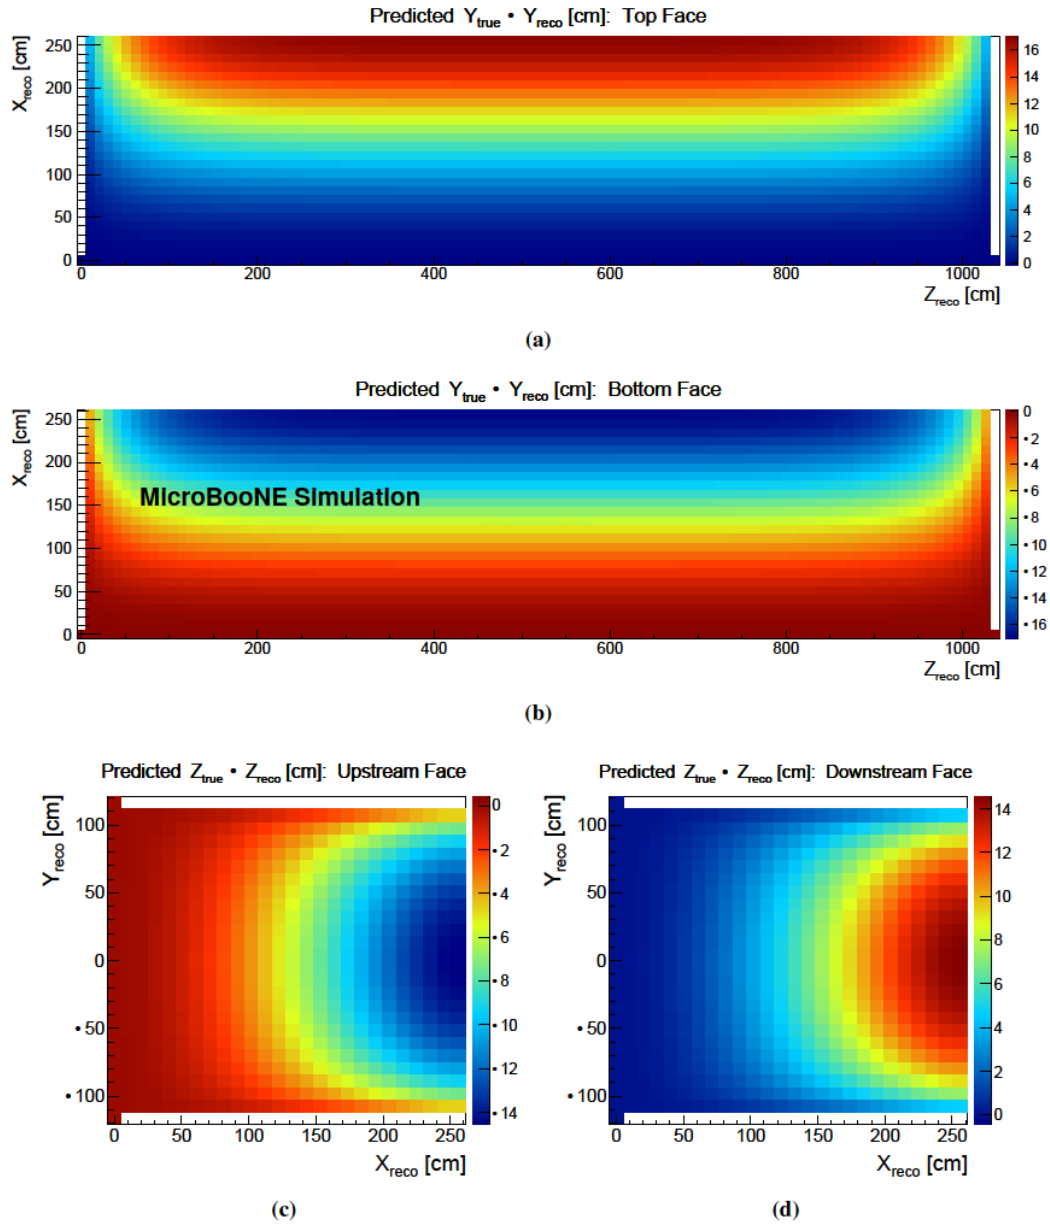 Predicted Y_true • Y_reco [cm]: Top Face
X_reco [cm]
250
200
150
100
50
0
0 200 400 600 800 1000
Z_reco [cm]
16
14
12
10
8
6
4
2
0
(a)
Predicted Y_true • Y_reco [cm]: Bottom Face
X_reco [cm]
250
200
150
100
50
0
MicroBooNE Simulation
0 200 400 600 800 1000
Z_reco [cm]
0
•2
•4
•6
•8
•10
•12
•14
•16
(b)
Predicted Z_true • Z_reco [cm]: Upstream Face
Y_reco [cm]
100
50
0
•50
•100
0 50 100 150 200 250
X_reco [cm]
0
•2
•4
•6
•8
•10
•12
•14
(c)
Predicted Z_true • Z_reco [cm]: Downstream Face
Y_reco [cm]
100
50
0
•50
•100
0 50 100 150 200 250
X_reco [cm]
14
12
10
8
6
4
2
0
(d)